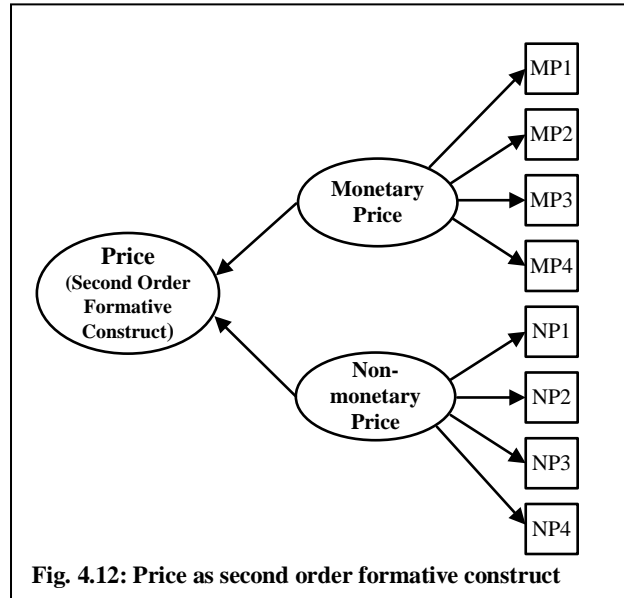 MP1
MP2
Monetary
Price
MP3
MP4
Price
(Second Order
Formative
Construct)
NP1
Non-
monetary
Price
NP2
NP3
NP4
Fig. 4.12: Price as second order formative construct